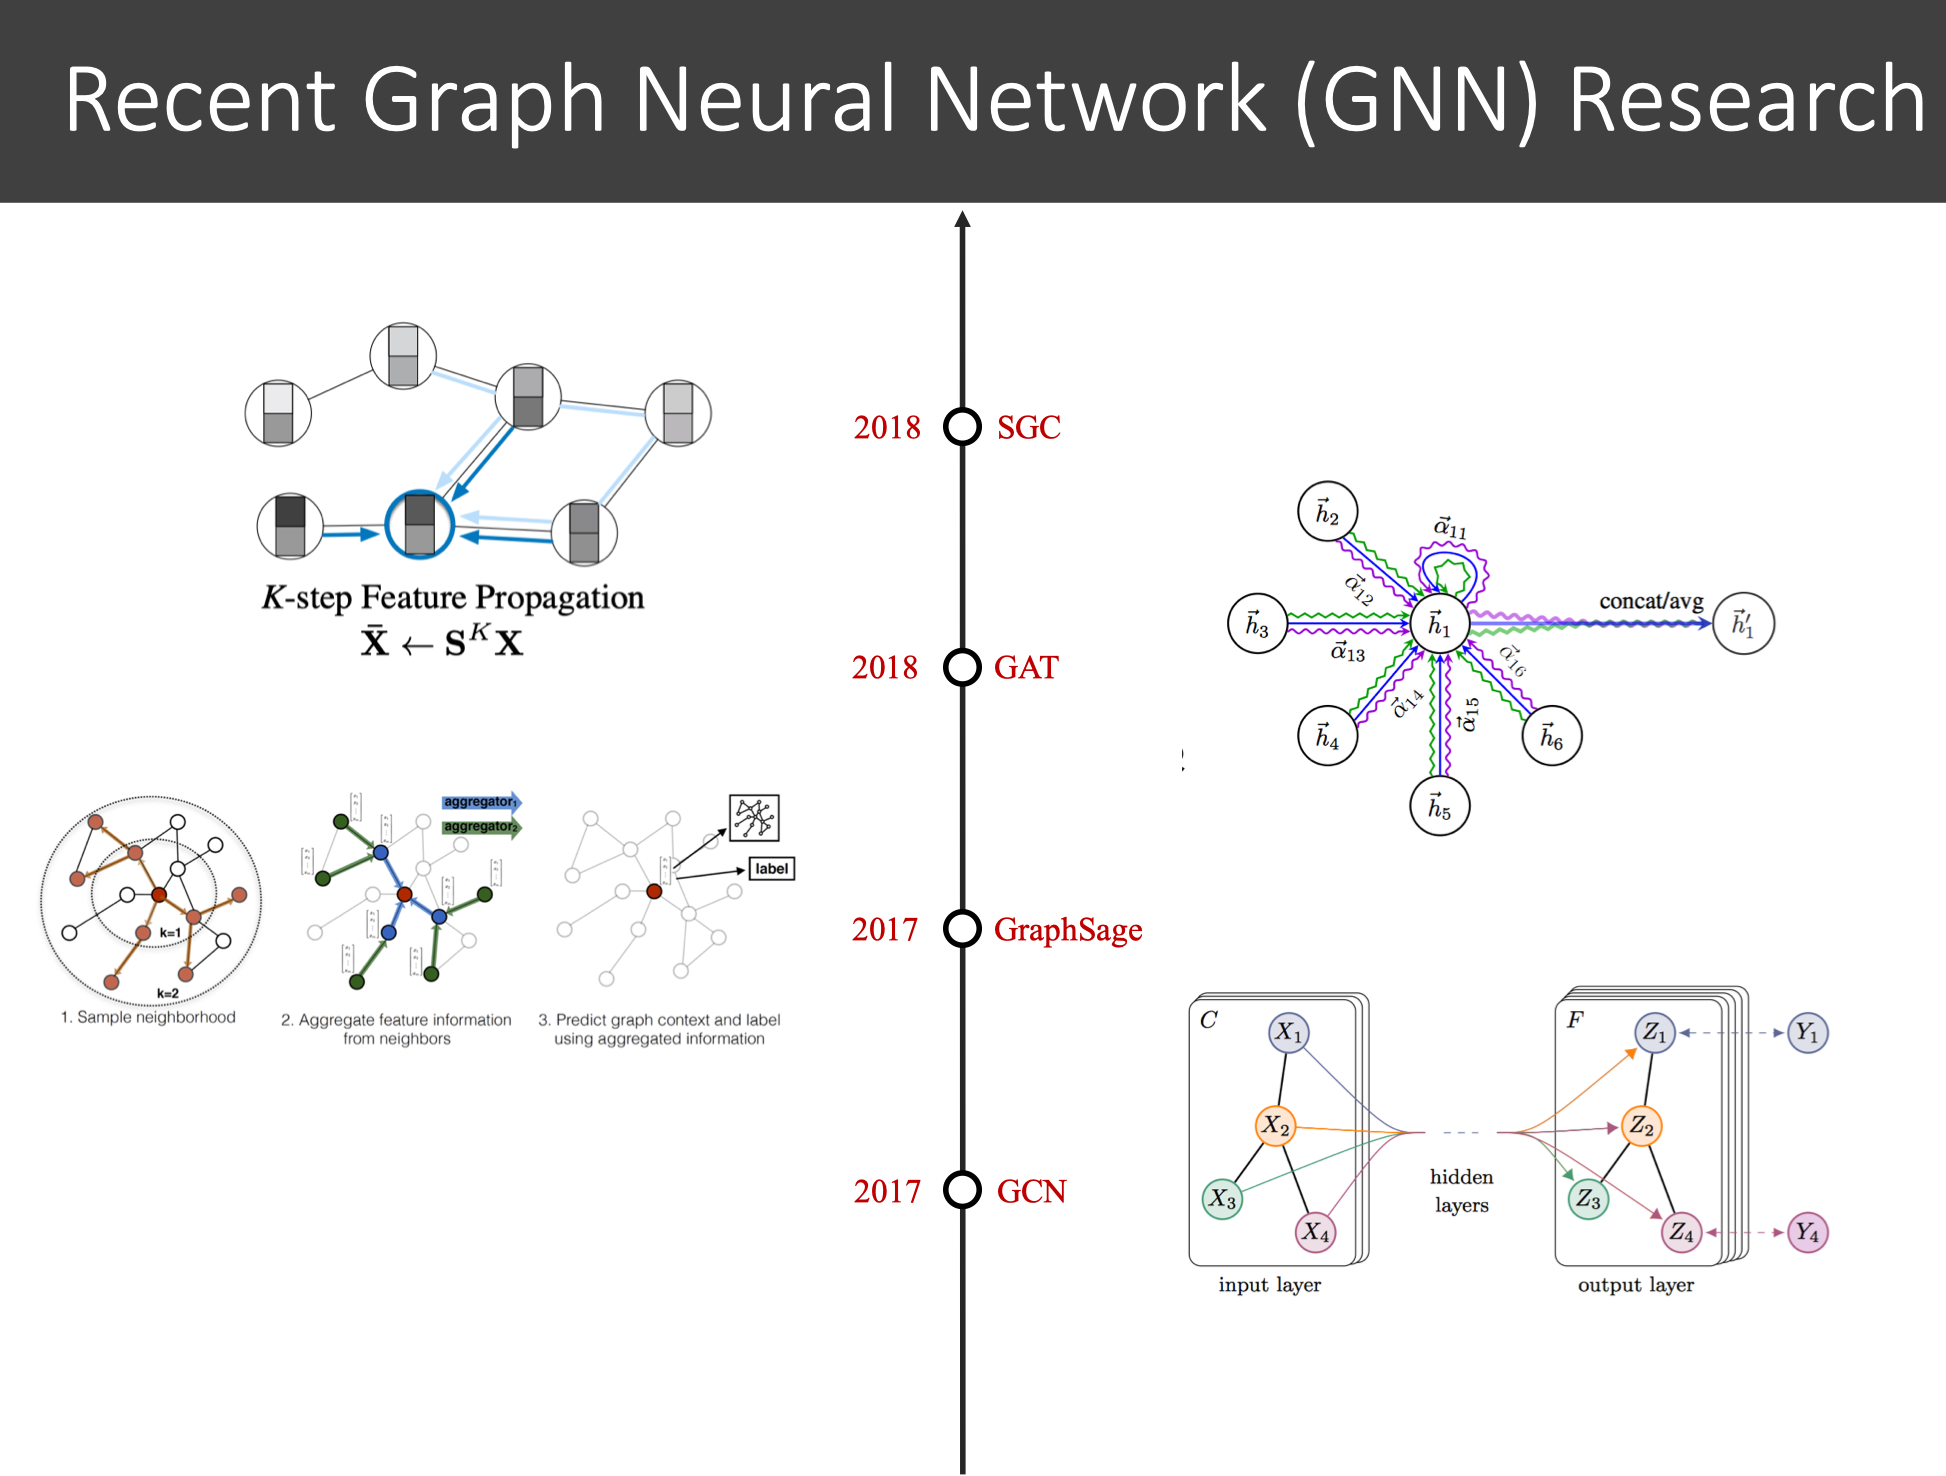 Recent Graph Neural Network (GNN) Research
K-step Feature Propagation
X̄ ← S^K X
2018 SGC
2018 GAT
2017 GraphSage
2017 GCN
h⃗2
α⃗11
α⃗12
h⃗3
h⃗1
concat/avg
h⃗′1
α⃗13
α⃗16
α⃗14
α⃗15
h⃗4
h⃗6
h⃗5
aggregator1
aggregator2
label
k=1
k=2
1. Sample neighborhood
2. Aggregate feature information
from neighbors
3. Predict graph context and label
using aggregated information
C
X1
X2
X3
X4
input layer
hidden
layers
F
Z1
Y1
Z2
Z3
Z4
Y4
output layer